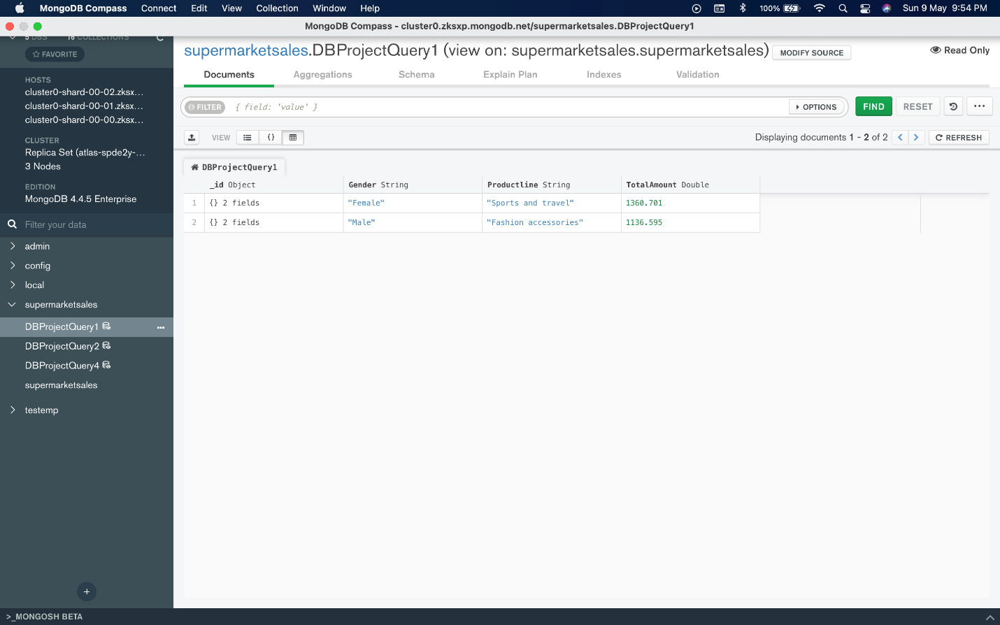 MongoDB Compass Connect Edit View Collection Window Help 100% Sun 9 May 9:54 PM
MongoDB Compass - cluster0.zksxp.mongodb.net/supermarketsales.DBProjectQuery1
5 DBS 16 COLLECTIONS
FAVORITE
HOSTS
cluster0-shard-00-02.zksx...
cluster0-shard-00-01.zksx...
cluster0-shard-00-00.zksx...
CLUSTER
Replica Set (atlas-spde2y-...
3 Nodes
EDITION
MongoDB 4.4.5 Enterprise
Filter your data
admin
config
local
supermarketsales
DBProjectQuery1 ...
DBProjectQuery2
DBProjectQuery4
supermarketsales
testemp
+
supermarketsales.DBProjectQuery1 (view on: supermarketsales.supermarketsales) MODIFY SOURCE Read Only
Documents Aggregations Schema Explain Plan Indexes Validation
FILTER { field: 'value' } OPTIONS FIND RESET ...
VIEW {} Displaying documents 1 - 2 of 2 REFRESH
DBProjectQuery1
_id Object Gender String Productline String TotalAmount Double
1 {} 2 fields "Female" "Sports and travel" 1360.701
2 {} 2 fields "Male" "Fashion accessories" 1136.595
>_MONGOSH BETA